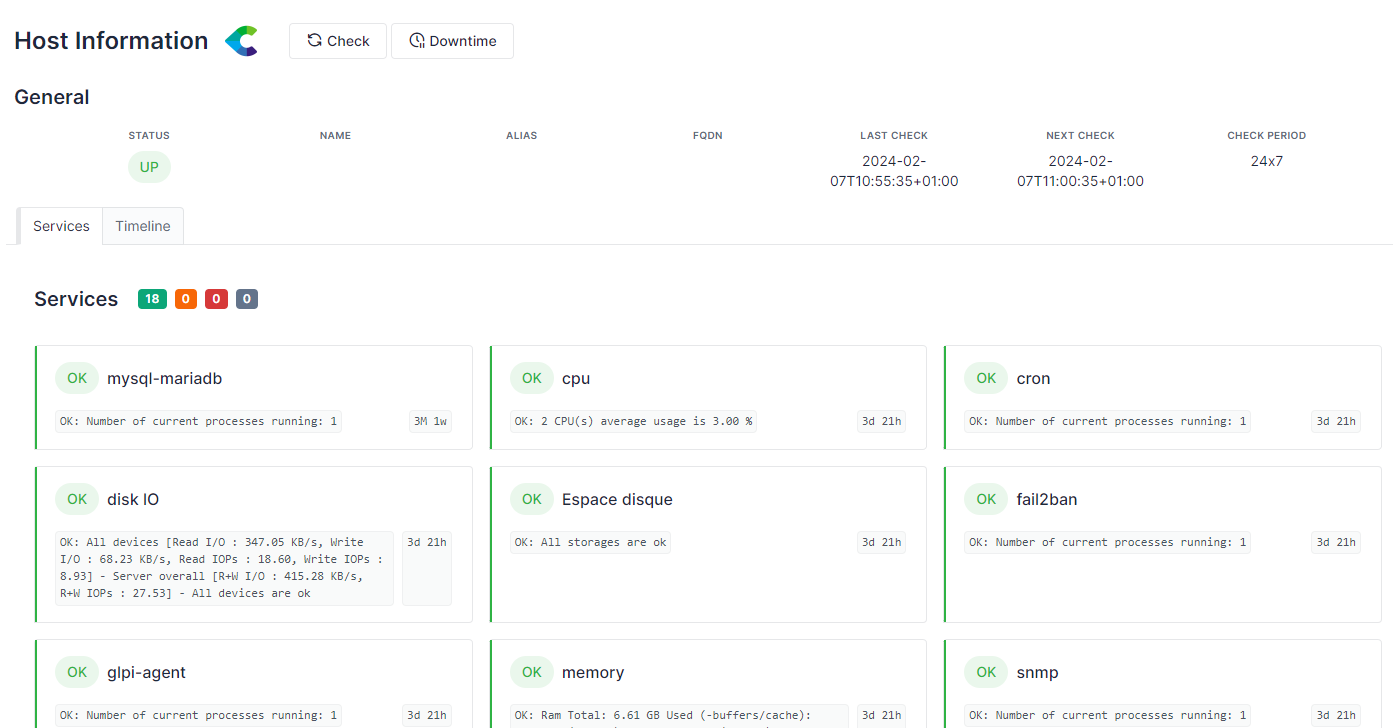 Host Information
Check
Downtime
General
STATUS NAME ALIAS FQDN LAST CHECK NEXT CHECK CHECK PERIOD
UP
2024-02-
07T10:55:35+01:00
2024-02-
07T11:00:35+01:00
24x7
Services
Timeline
Services 18 0 0 0
OK mysql-mariadb
OK: Number of current processes running: 1
3M 1w
OK cpu
OK: 2 CPU(s) average usage is 3.00 %
3d 21h
OK cron
OK: Number of current processes running: 1
3d 21h
OK disk IO
OK: All devices [Read I/O : 347.05 KB/s, Write
I/O : 68.23 KB/s, Read IOPs : 18.60, Write IOPs :
8.93] - Server overall [R+W I/O : 415.28 KB/s,
R+W IOPs : 27.53] - All devices are ok
3d 21h
OK Espace disque
OK: All storages are ok
3d 21h
OK fail2ban
OK: Number of current processes running: 1
3d 21h
OK glpi-agent
OK: Number of current processes running: 1
3d 21h
OK memory
OK: Ram Total: 6.61 GB Used (-buffers/cache):
3d 21h
OK snmp
OK: Number of current processes running: 1
3d 21h